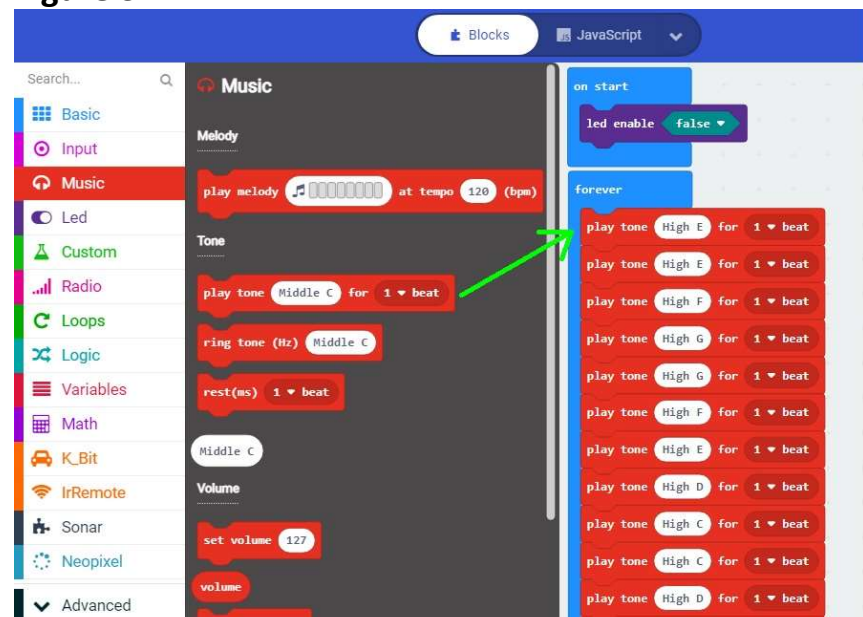 Blocks
JS JavaScript
Search...
Basic
Input
Music
Led
Custom
Radio
Loops
Logic
Variables
Math
K_Bit
IrRemote
Sonar
Neopixel
Advanced
Music
Melody
play melody at tempo 120 (bpm)
Tone
play tone Middle C for 1 beat
ring tone (Hz) Middle C
rest(ms) 1 beat
Middle C
Volume
set volume 127
volume
on start
led enable false
forever
play tone High E for 1 beat
play tone High E for 1 beat
play tone High F for 1 beat
play tone High G for 1 beat
play tone High G for 1 beat
play tone High F for 1 beat
play tone High E for 1 beat
play tone High D for 1 beat
play tone High C for 1 beat
play tone High C for 1 beat
play tone High D for 1 beat